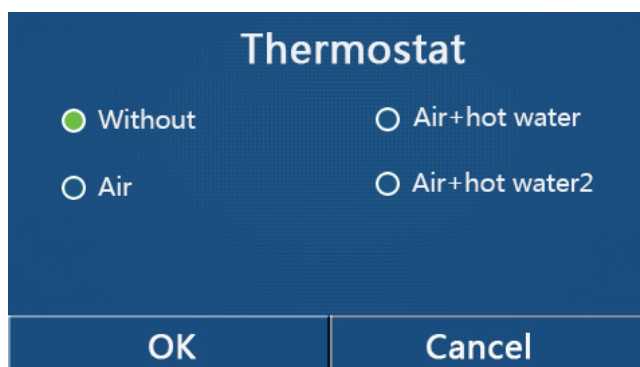 Thermostat
Without
Air+hot water
Air
Air+hot water2
OK
Cancel